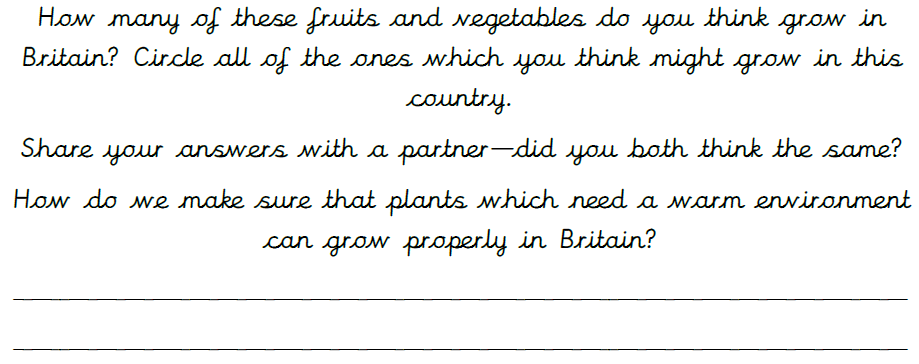 How many of these fruits and vegetables do you think grow in
Britain? Circle all of the ones which you think might grow in this
country.
Share your answers with a partner—did you both think the same?
How do we make sure that plants which need a warm environment
can grow properly in Britain?